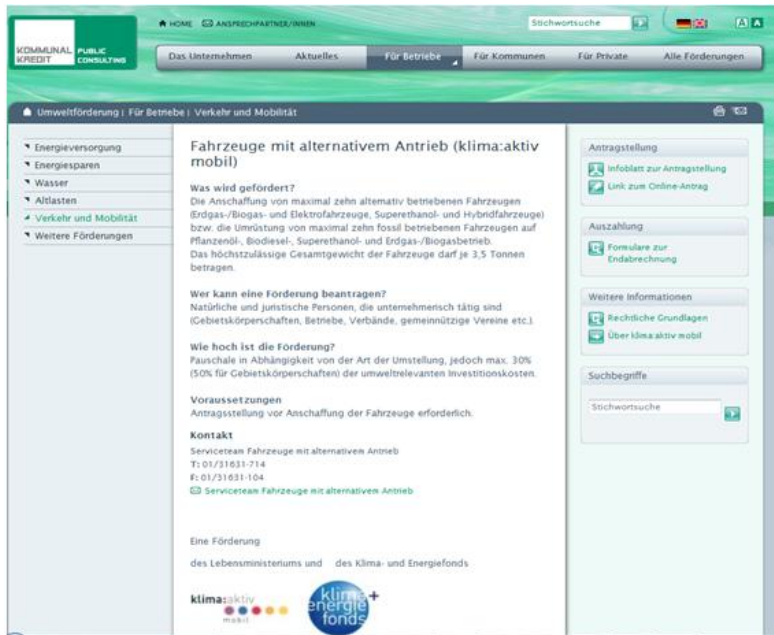 HOME ANSPRECHPARTNER/INNEN Stichwortsuche A A
KOMMUNAL KREDIT PUBLIC CONSULTING
Das Unternehmen Aktuelles Für Betriebe Für Kommunen Für Private Alle Förderungen
Umweltförderung | Für Betriebe | Verkehr und Mobilität
Energieversorgung
Energiesparen
Wasser
Altlasten
Verkehr und Mobilität
Weitere Förderungen
Fahrzeuge mit alternativem Antrieb (klima:aktiv
mobil)
Was wird gefördert?
Die Anschaffung von maximal zehn alternativ betriebenen Fahrzeugen
(Erdgas-/Biogas- und Elektrofahrzeuge, Superethanol- und Hybridfahrzeuge)
bzw. die Umrüstung von maximal zehn fossil betriebenen Fahrzeugen auf
Pflanzenöl-, Biodiesel-, Superethanol- und Erdgas-/Biogasbetrieb.
Das höchstzulässige Gesamtgewicht der Fahrzeuge darf je 3,5 Tonnen
betragen.
Wer kann eine Förderung beantragen?
Natürliche und juristische Personen, die unternehmerisch tätig sind
(Gebietskörperschaften, Betriebe, Verbände, gemeinnützige Vereine etc.).
Wie hoch ist die Förderung?
Pauschale in Abhängigkeit von der Art der Umstellung, jedoch max. 30%
(50% für Gebietskörperschaften) der umweltrelevanten Investitionskosten.
Voraussetzungen
Antragsstellung vor Anschaffung der Fahrzeuge erforderlich.
Kontakt
Serviceteam Fahrzeuge mit alternativem Antrieb
T: 01/31631-714
F: 01/31631-104
Serviceteam Fahrzeuge mit alternativem Antrieb
Eine Förderung
des Lebensministeriums und des Klima- und Energiefonds
klima:aktiv
mobil
klima+
energie
fonds
Antragstellung
Infoblatt zur Antragstellung
Link zum Online-Antrag
Auszahlung
Formulare zur
Endabrechnung
Weitere Informationen
Rechtliche Grundlagen
Über klima:aktiv mobil
Suchbegriffe
Stichwortsuche